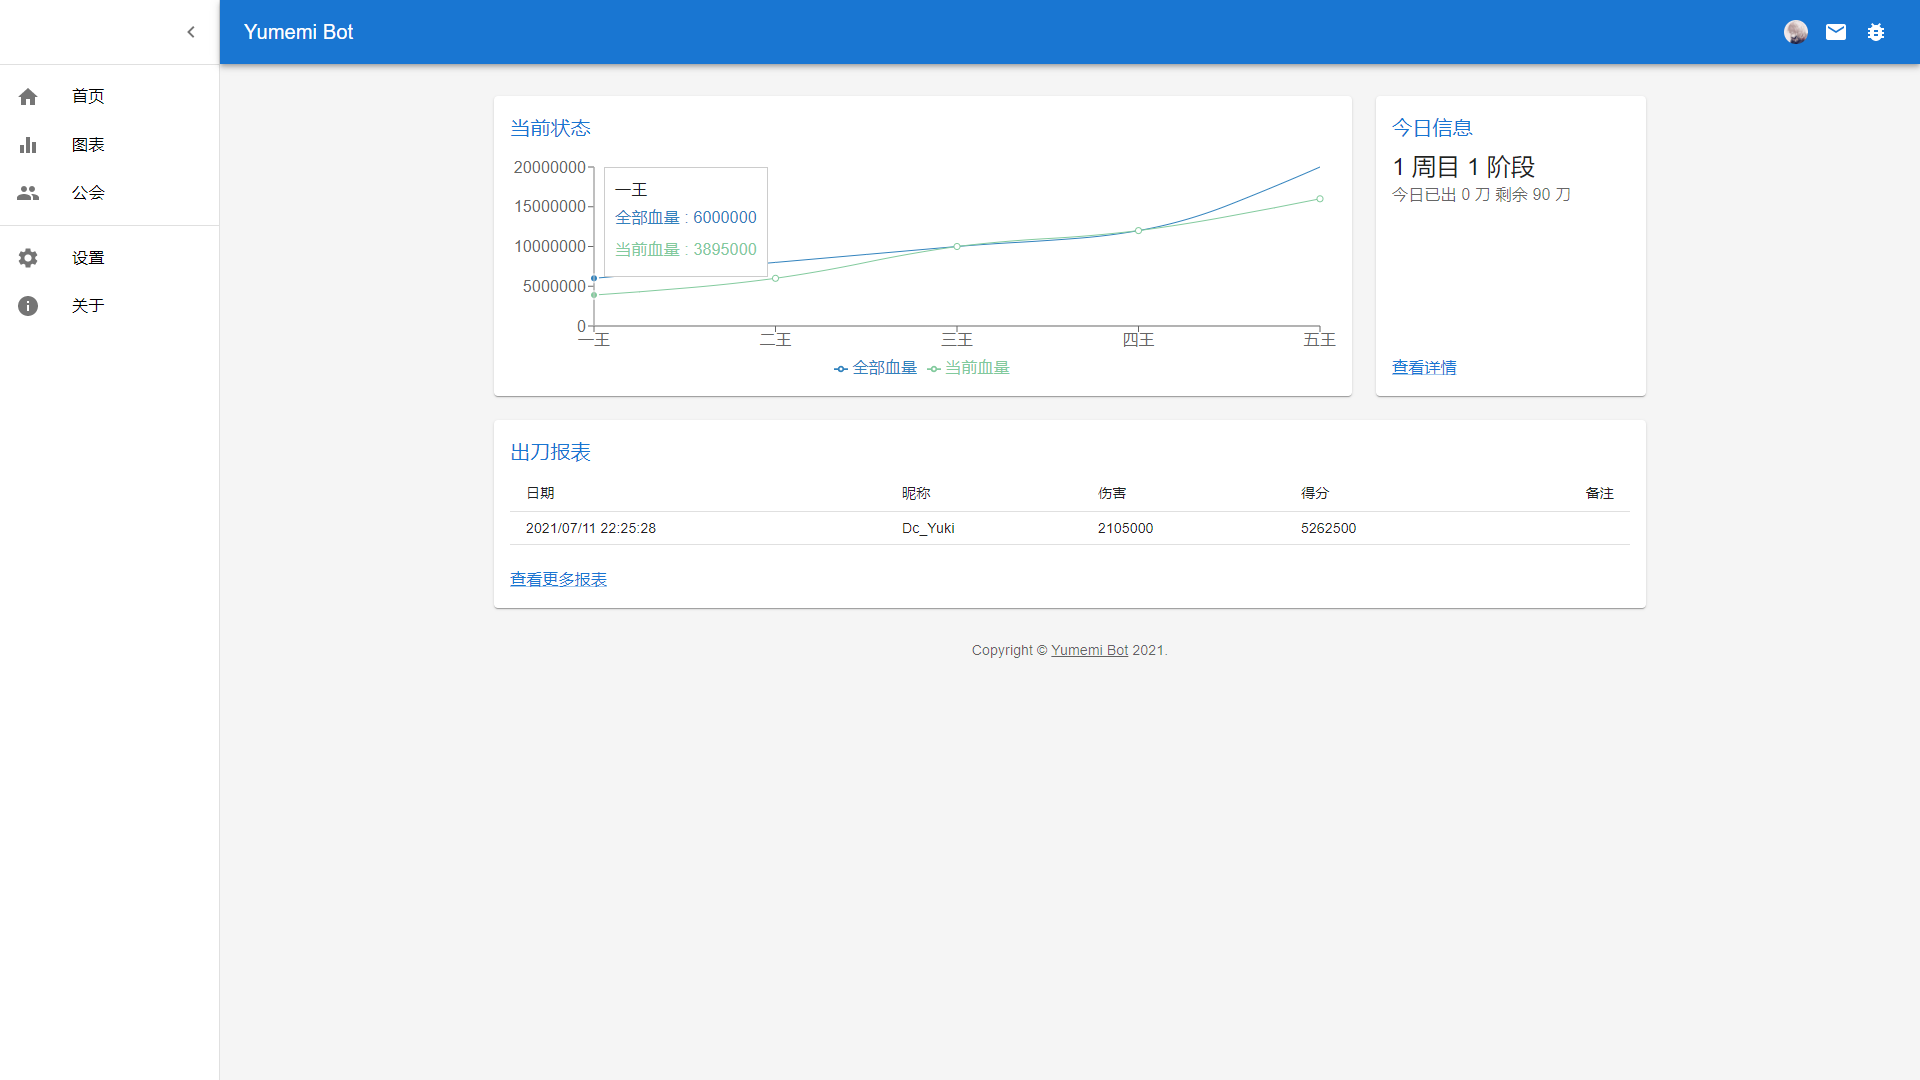 Yumemi Bot
首页
图表
公会
设置
关于
当前状态
20000000
15000000
10000000
5000000
0
一王
全部血量 : 6000000
当前血量 : 3895000
一王 二王 三王 四王 五王
全部血量 当前血量
今日信息
1 周目 1 阶段
今日已出 0 刀 剩余 90 刀
查看详情
出刀报表
日期 昵称 伤害 得分 备注
2021/07/11 22:25:28 Dc_Yuki 2105000 5262500
查看更多报表
Copyright © Yumemi Bot 2021.